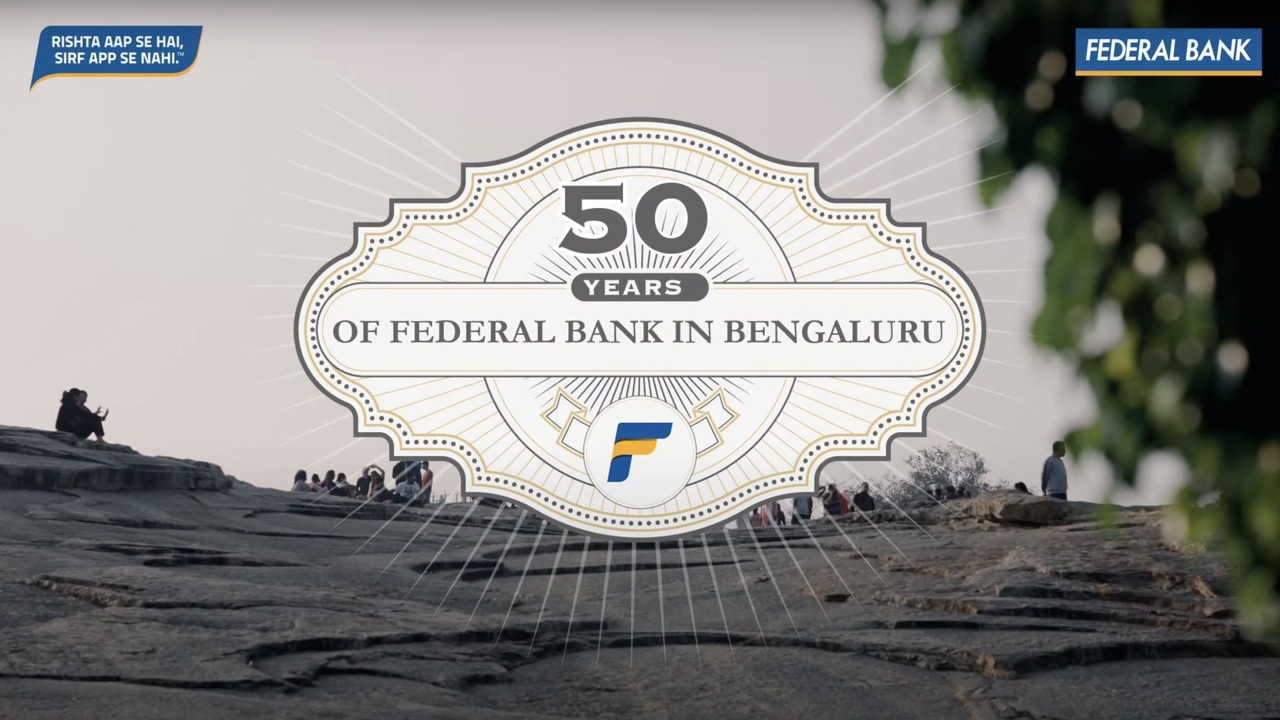 RISHTA AAP SE HAI,
SIRF APP SE NAHI.™
FEDERAL BANK
50
YEARS
OF FEDERAL BANK IN BENGALURU